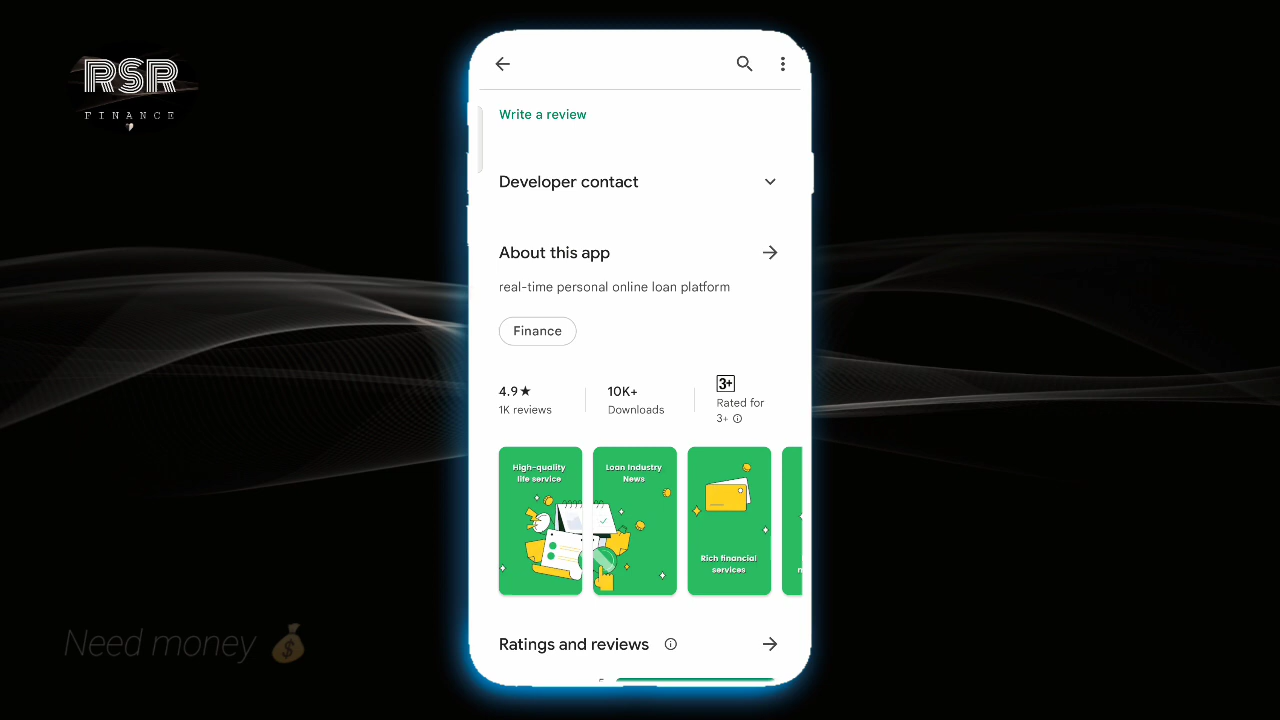 RSR
FINANCE
Write a review
Developer contact
About this app
real-time personal online loan platform
Finance
4.9★
1K reviews
10K+
Downloads
3+
Rated for
3+
High-quality
life service
Loan Industry
News
Rich financial
services
Ratings and reviews
Need money 💰